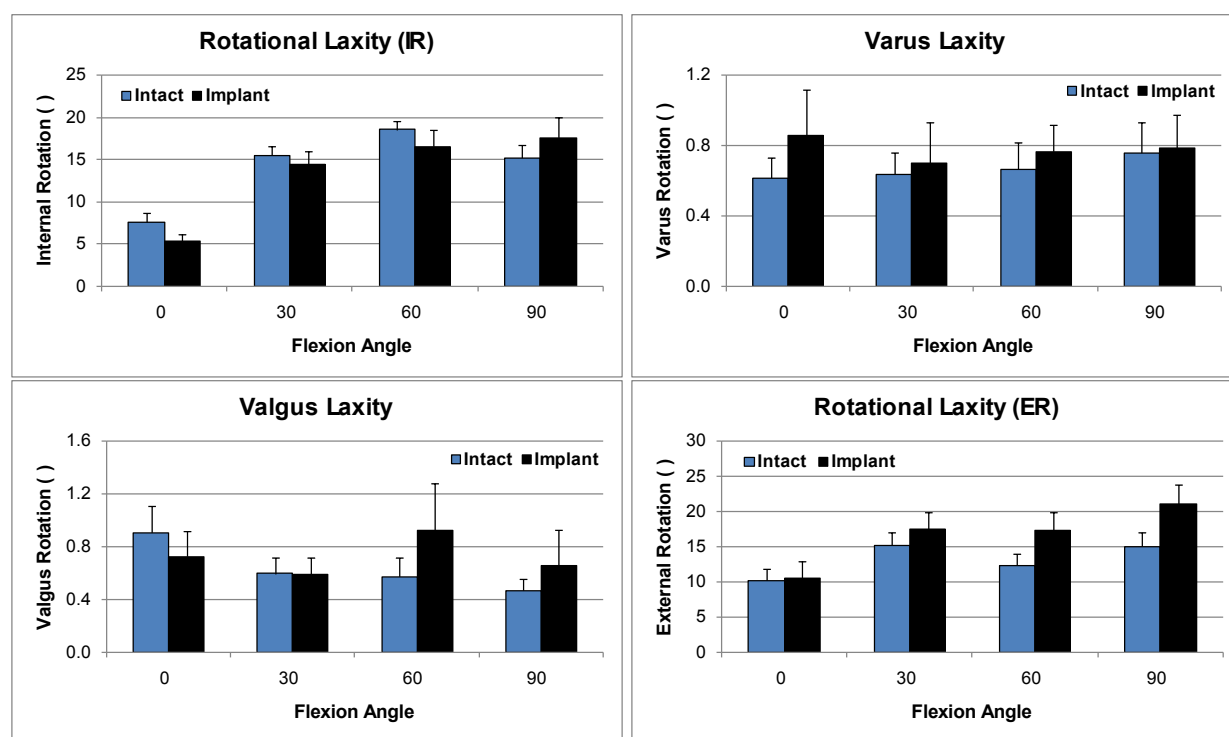 Rotational Laxity (IR)
Internal Rotation ( )
25
20
15
10
5
0
Intact Implant
0 30 60 90
Flexion Angle
Varus Laxity
Varus Rotation ( )
1.2
0.8
0.4
0.0
Intact Implant
0 30 60 90
Flexion Angle
Valgus Laxity
Valgus Rotation ( )
1.6
1.2
0.8
0.4
0.0
Intact Implant
0 30 60 90
Flexion Angle
Rotational Laxity (ER)
External Rotation ( )
30
25
20
15
10
5
0
Intact Implant
0 30 60 90
Flexion Angle